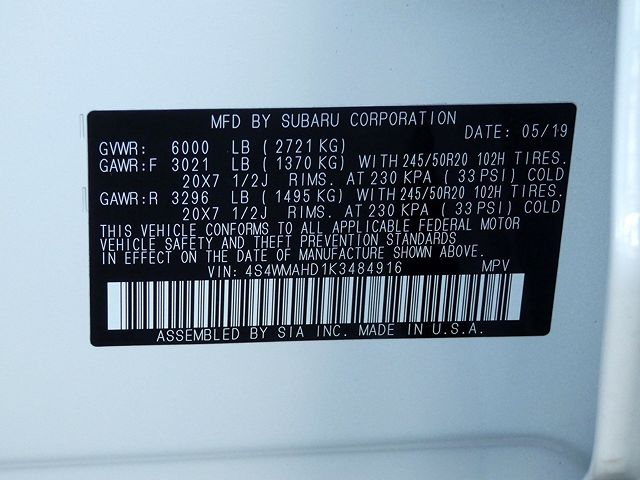 MFD BY SUBARU CORPORATION
DATE: 05/19
GVWR: 6000 LB ( 2721 KG)
GAWR:F 3021 LB ( 1370 KG) WITH 245/50R20 102H TIRES.
20X7 1/2J RIMS. AT 230 KPA ( 33 PSI) COLD
GAWR:R 3296 LB ( 1495 KG) WITH 245/50R20 102H TIRES.
20X7 1/2J RIMS. AT 230 KPA ( 33 PSI) COLD
THIS VEHICLE CONFORMS TO ALL APPLICABLE FEDERAL MOTOR
VEHICLE SAFETY AND THEFT PREVENTION STANDARDS
IN EFFECT ON THE DATE OF MANUFACTURE SHOWN ABOVE.
VIN: 4S4WMAHD1K3484916 MPV
ASSEMBLED BY SIA INC. MADE IN U.S.A.